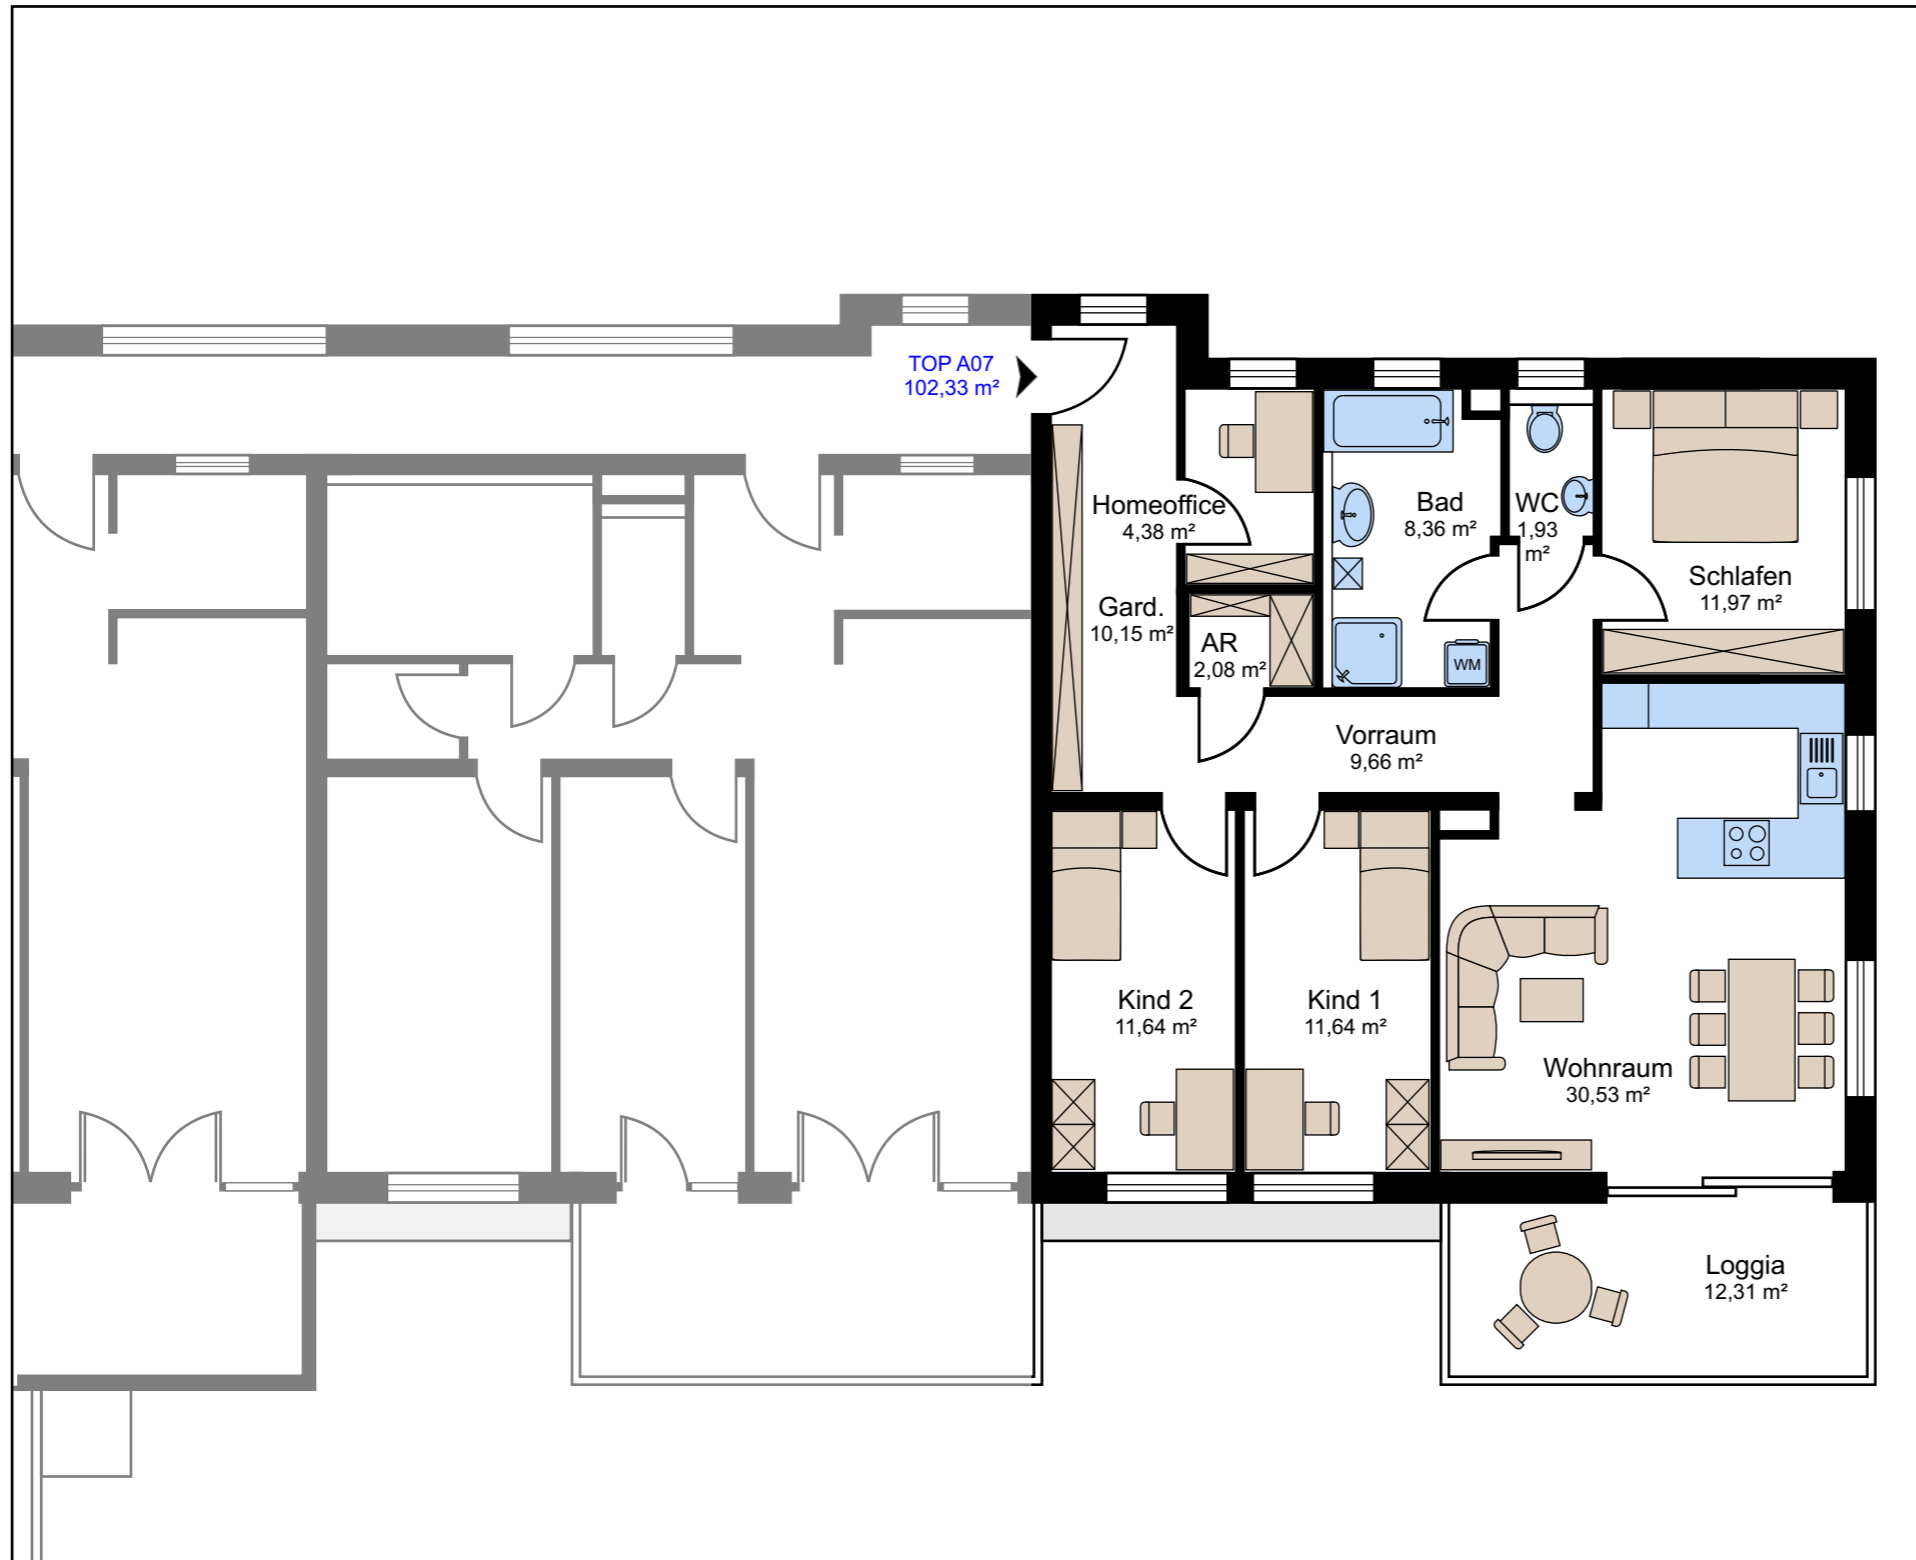 TOP A07
102,33 m²
Homeoffice
4,38 m²
Bad
8,36 m²
WC
1,93
m²
Schlafen
11,97 m²
Gard.
10,15 m²
AR
2,08 m²
WM
Vorraum
9,66 m²
Kind 2
11,64 m²
Kind 1
11,64 m²
Wohnraum
30,53 m²
Loggia
12,31 m²